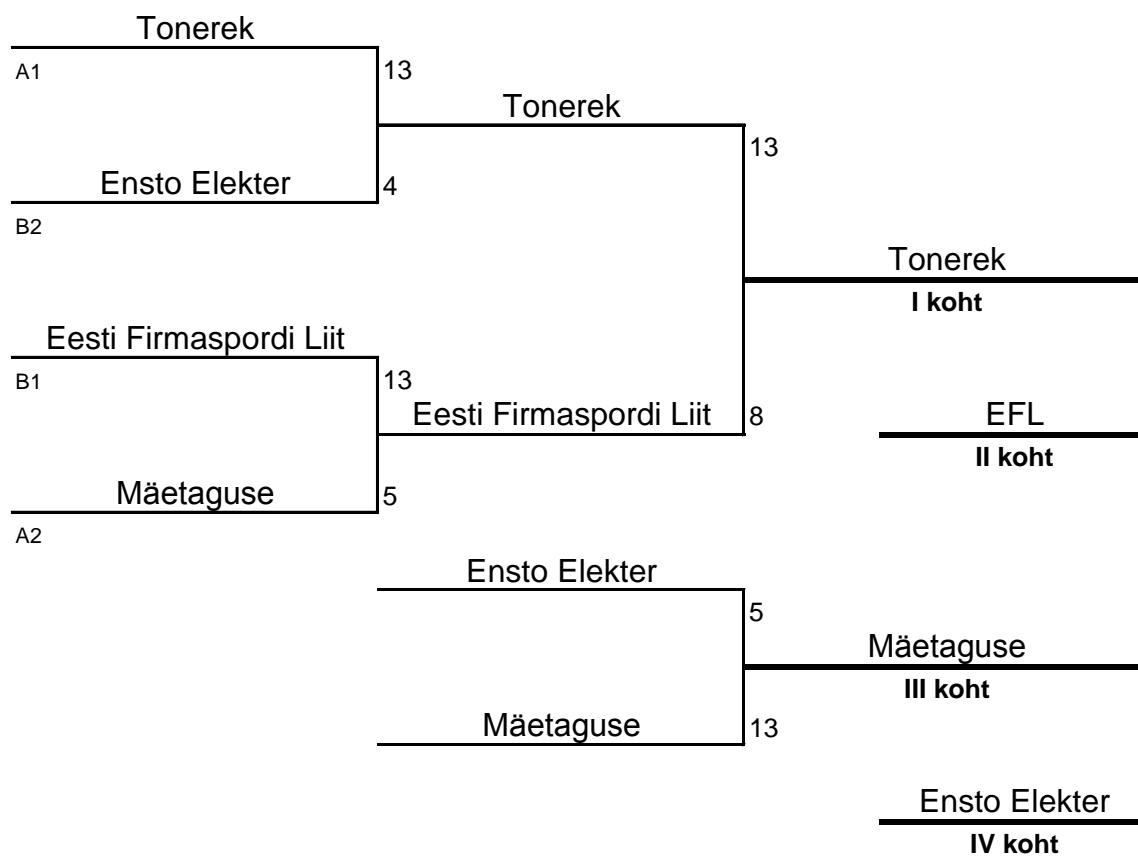 Tonerek
A1
13
Tonerek
13
Ensto Elekter
4
B2
Tonerek
I koht
Eesti Firmaspordi Liit
B1
13
Eesti Firmaspordi Liit
8
EFL
II koht
Mäetaguse
5
A2
Ensto Elekter
5
Mäetaguse
III koht
Mäetaguse
13
Ensto Elekter
IV koht